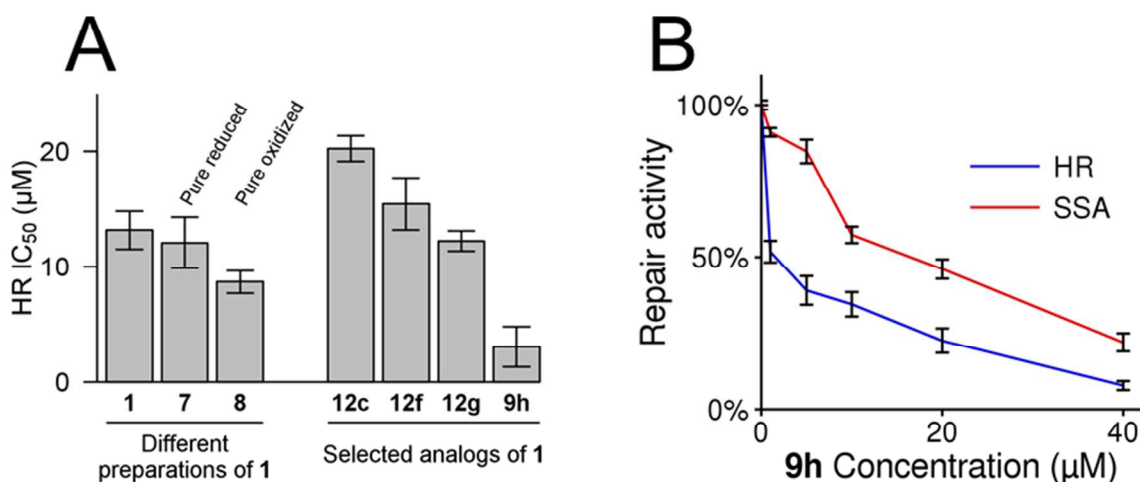 A
HR IC50 (µM)
20
10
0
Pure reduced
Pure oxidized
1 7 8 12c 12f 12g 9h
Different
preparations of 1
Selected analogs of 1
B
Repair activity
100%
50%
0%
HR
SSA
0 20 40
9h Concentration (µM)